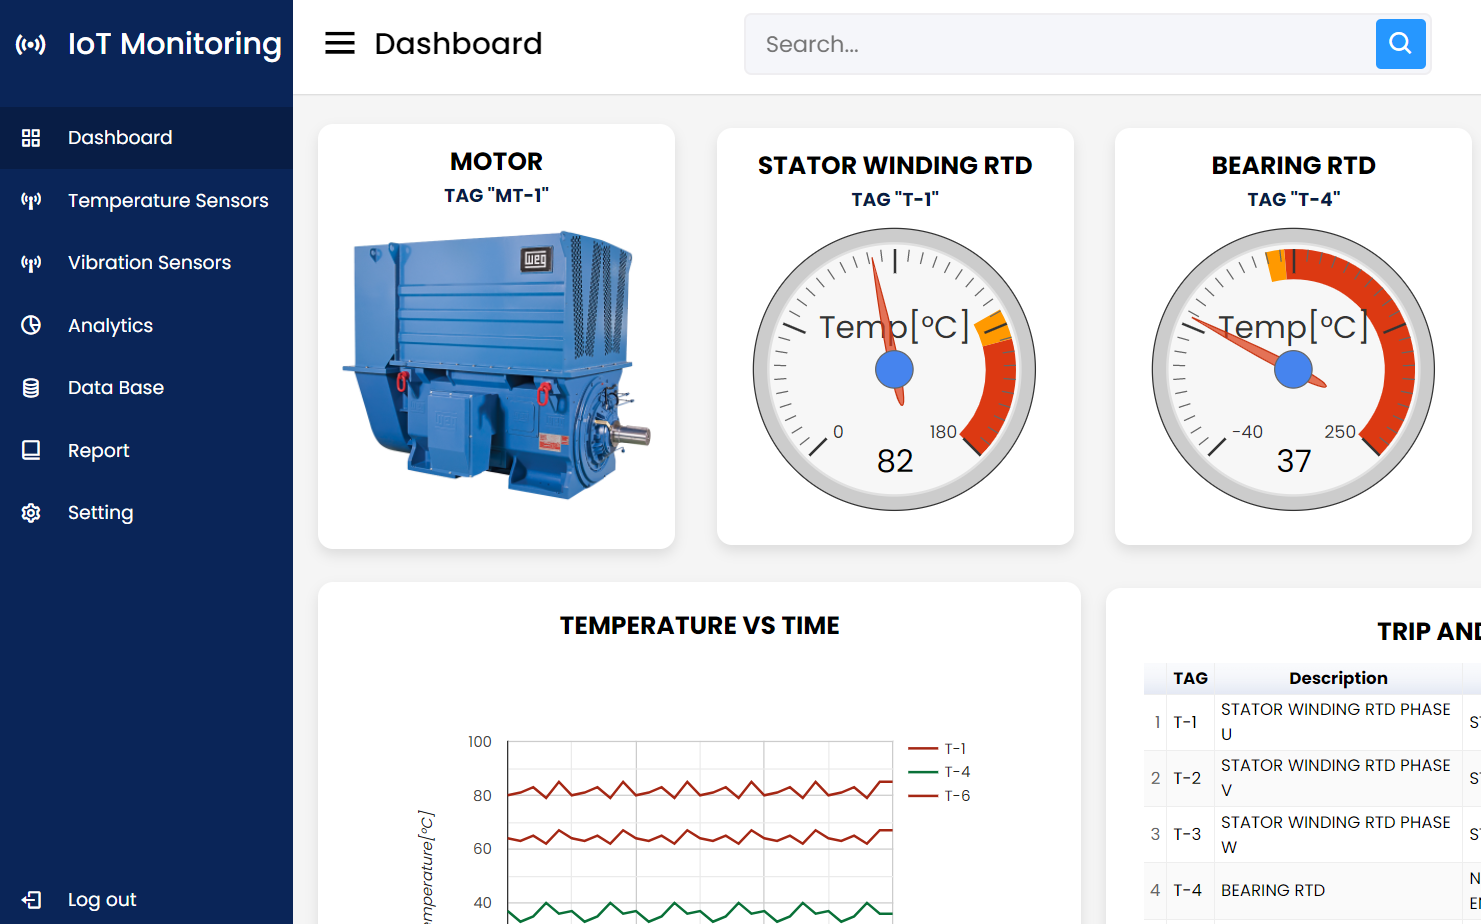 IoT Monitoring
Dashboard
Search...
Dashboard
Temperature Sensors
Vibration Sensors
Analytics
Data Base
Report
Setting
Log out
MOTOR
TAG "MT-1"
weg
STATOR WINDING RTD
TAG "T-1"
Temp[°C]
0
180
82
BEARING RTD
TAG "T-4"
Temp[°C]
-40
250
37
TEMPERATURE VS TIME
100
80
60
40
mperature[°C]
T-1
T-4
T-6
TRIP AND
TAG Description
1 T-1 STATOR WINDING RTD PHASE
U
2 T-2 STATOR WINDING RTD PHASE
V
3 T-3 STATOR WINDING RTD PHASE
W
4 T-4 BEARING RTD